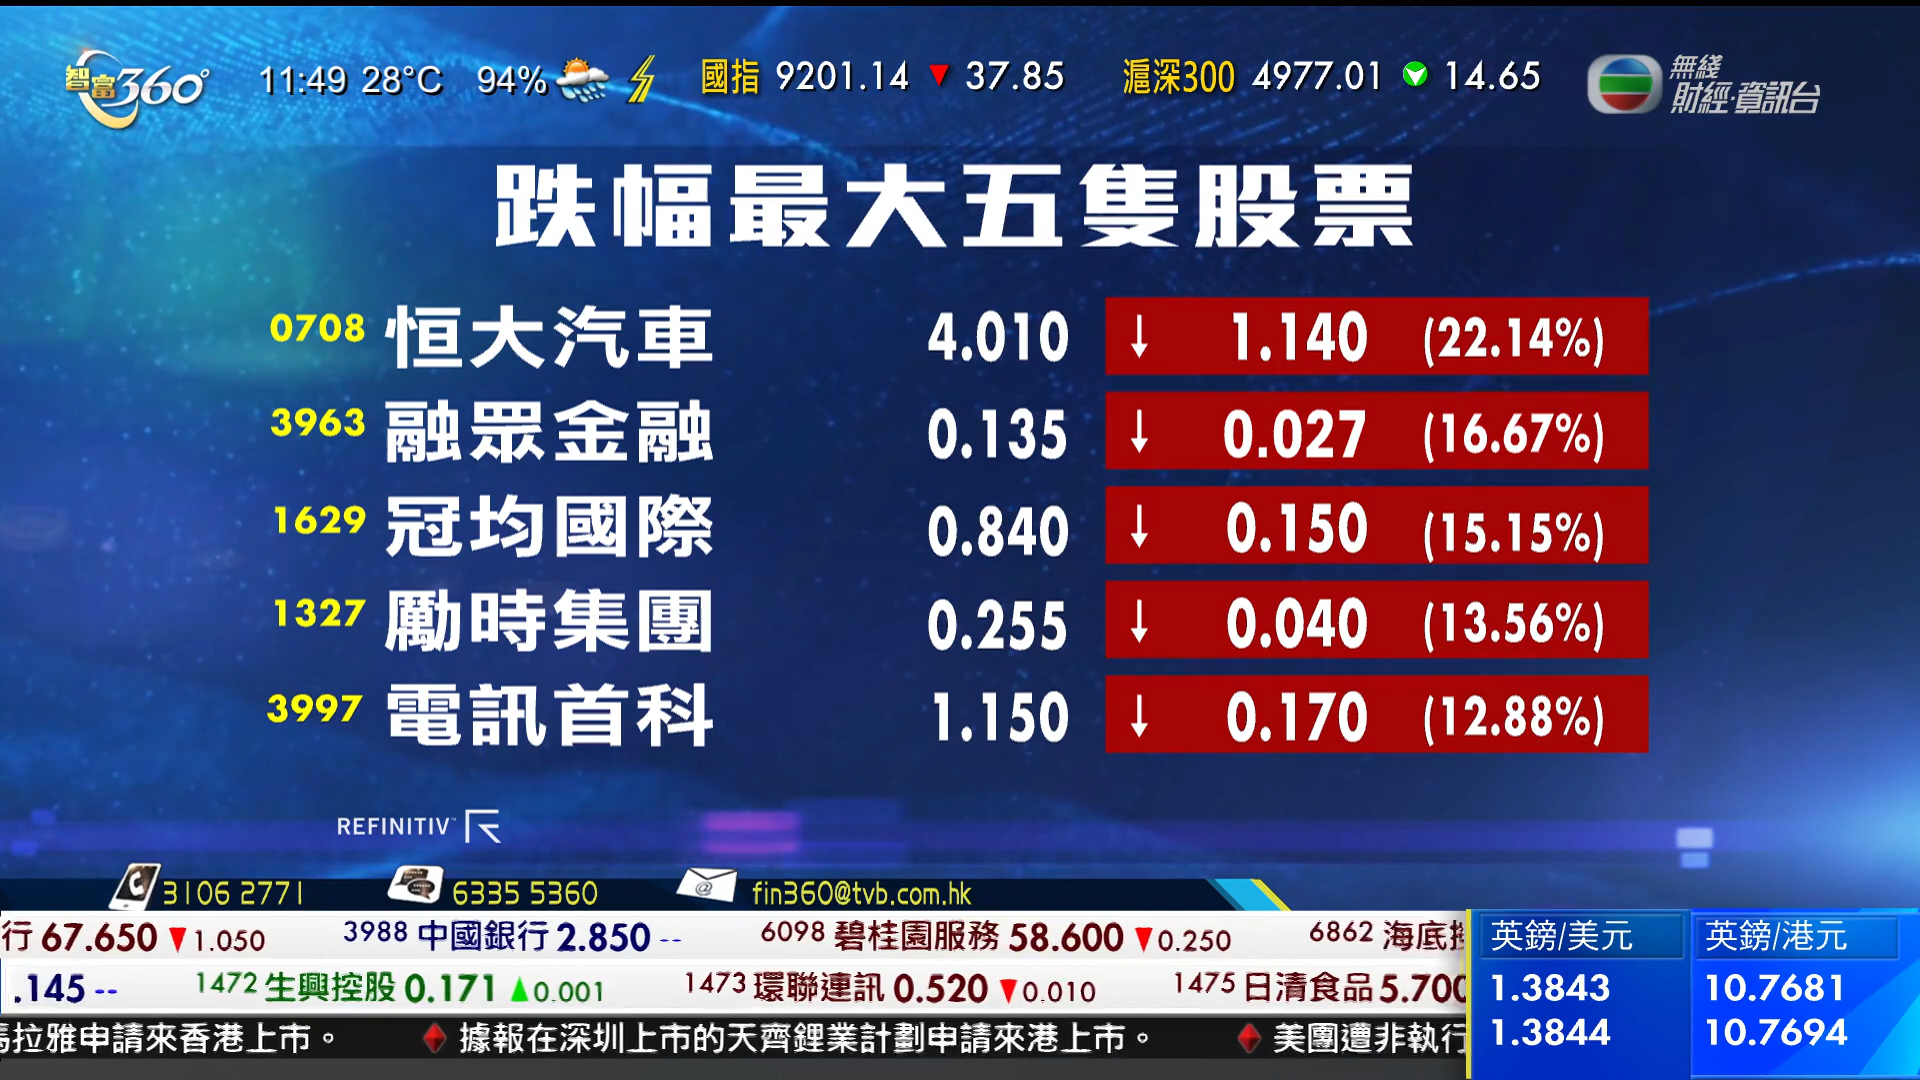 智富360°
11:49 28°C 94%
國指 9201.14 ▼ 37.85
滬深300 4977.01 14.65
無綫
財經·資訊台
跌幅最大五隻股票
0708 恒大汽車 4.010 ↓ 1.140 (22.14%)
3963 融眾金融 0.135 ↓ 0.027 (16.67%)
1629 冠均國際 0.840 ↓ 0.150 (15.15%)
1327 勵時集團 0.255 ↓ 0.040 (13.56%)
3997 電訊首科 1.150 ↓ 0.170 (12.88%)
REFINITIV
3106 2771 6335 5360 fin360@tvb.com.hk
行 67.650 ▼ 1.050 3988 中國銀行 2.850 -- 6098 碧桂園服務 58.600 ▼ 0.250 6862 海底
.145 -- 1472 生興控股 0.171 ▲ 0.001 1473 環聯連訊 0.520 ▼ 0.010 1475 日清食品 5.700
拉雅申請來香港上市。 ◆ 據報在深圳上市的天齊鋰業計劃申請來港上市。 ◆ 美團遭非執行
英鎊/美元
1.3843
1.3844
英鎊/港元
10.7681
10.7694